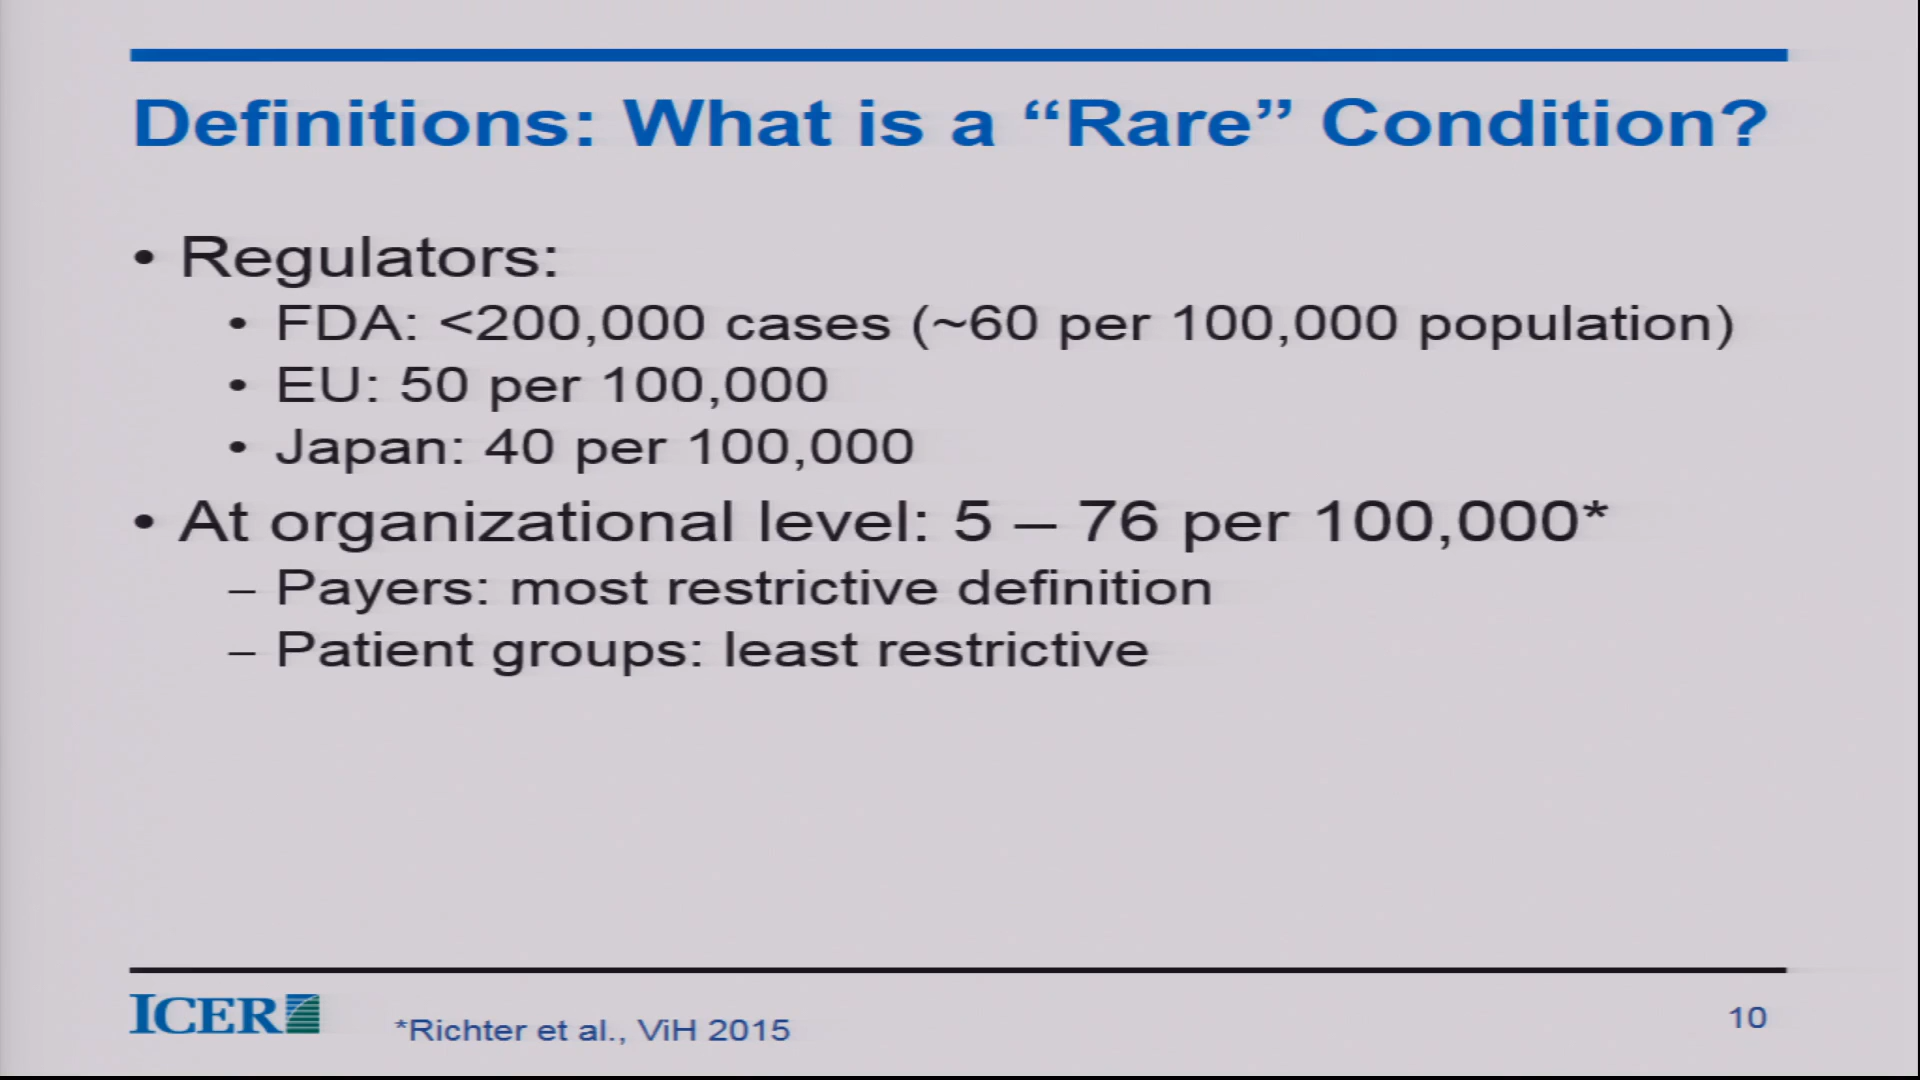 Definitions: What is a “Rare” Condition?
• Regulators:
• FDA: <200,000 cases (~60 per 100,000 population)
• EU: 50 per 100,000
• Japan: 40 per 100,000
• At organizational level: 5 – 76 per 100,000*
– Payers: most restrictive definition
– Patient groups: least restrictive
ICER
*Richter et al., ViH 2015
10